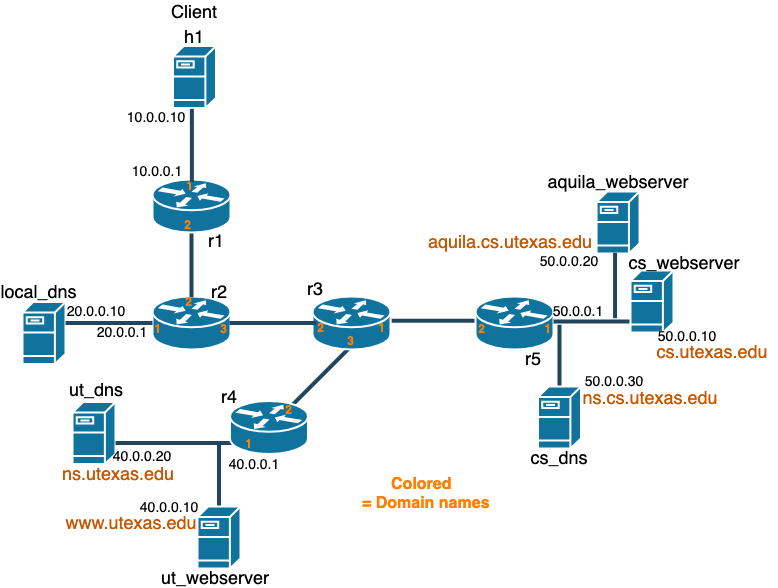 Client
h1
10.0.0.10
10.0.0.1
1
2
r1
aquila_webserver
aquila.cs.utexas.edu
50.0.0.20
cs_webserver
local_dns
20.0.0.10
20.0.0.1
2
r2
1
3
r3
2
1
3
2
1
r5
50.0.0.1
50.0.0.10
cs.utexas.edu
50.0.0.30
ns.cs.utexas.edu
cs_dns
ut_dns
40.0.0.20
ns.utexas.edu
r4
2
1
40.0.0.1
40.0.0.10
www.utexas.edu
ut_webserver
Colored
= Domain names